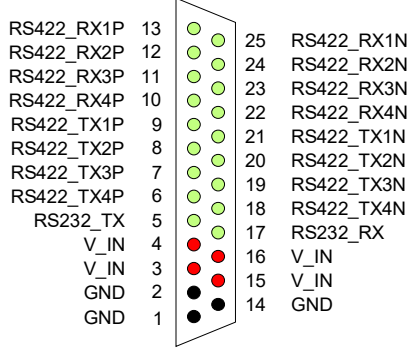 RS422_RX1P 13
RS422_RX2P 12
RS422_RX3P 11
RS422_RX4P 10
RS422_TX1P 9
RS422_TX2P 8
RS422_TX3P 7
RS422_TX4P 6
RS232_TX 5
V_IN 4
V_IN 3
GND 2
GND 1
25 RS422_RX1N
24 RS422_RX2N
23 RS422_RX3N
22 RS422_RX4N
21 RS422_TX1N
20 RS422_TX2N
19 RS422_TX3N
18 RS422_TX4N
17 RS232_RX
16 V_IN
15 V_IN
14 GND